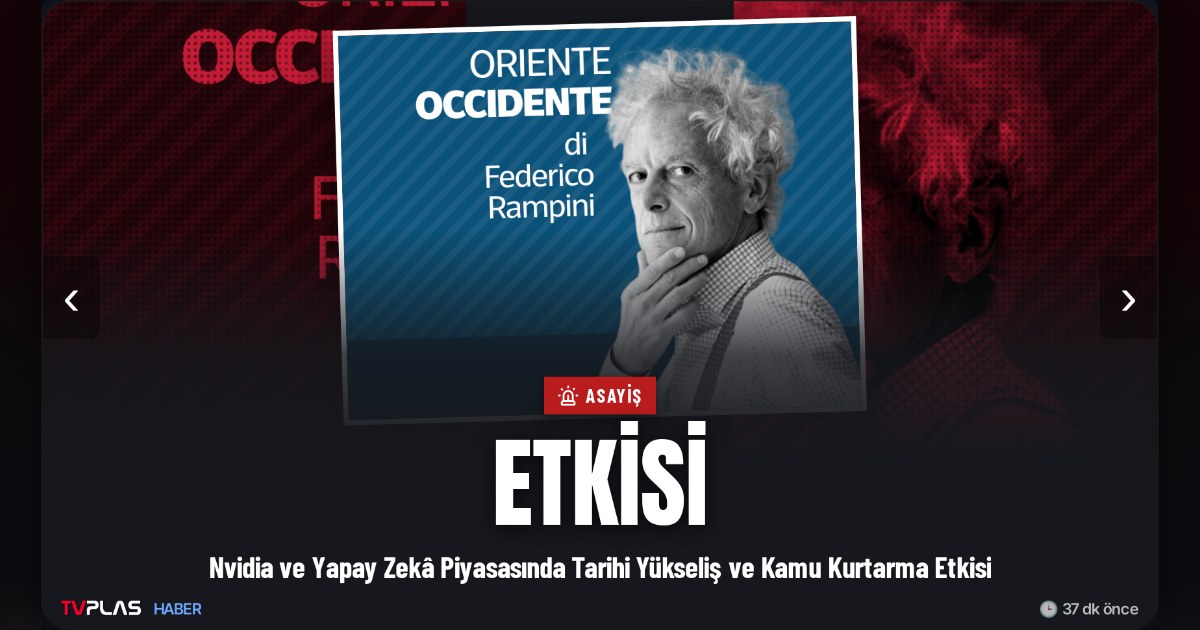 OCCI
ORIENTE
OCCIDENTE
di
Federico
Rampini
ASAYİŞ
ETKİSİ
Nvidia ve Yapay Zekâ Piyasasında Tarihi Yükseliş ve Kamu Kurtarma Etkisi
TVPLAS HABER
37 dk önce